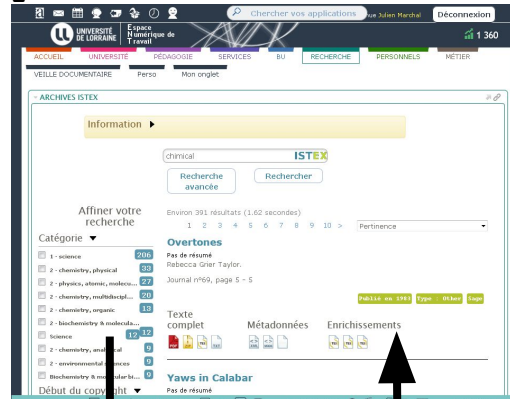 Chercher vos applications
ue Julien Marchal
Déconnexion
UNIVERSITÉ DE LORRAINE
Espace Numérique de Travail
1 360
ACCUEIL UNIVERSITÉ PÉDAGOGIE SERVICES BU RECHERCHE PERSONNELS MÉTIER
VEILLE DOCUMENTAIRE Perso Mon onglet
- ARCHIVES ISTEX
Information
chimical
ISTEX
Recherche avancée
Rechercher
Affiner votre recherche
Catégorie
1 - science 206
2 - chemistry, physical 33
2 - physics, atomic, molecu... 27
2 - chemistry, multidiscipl... 20
2 - chemistry, organic 13
2 - biochemistry & molecula... 12
Science 12
2 - chemistry, analytical 9
2 - environmental sciences 9
Biochemistry & molecular bi... 9
Début du copyright
Environ 391 résultats (1.62 secondes)
1 2 3 4 5 6 7 8 9 10 >
Pertinence
Overtones
Pas de résumé
Rebecca Grier Taylor.
Journal n°69, page 5 - 5
Publié en 1983 Type : Other Sage
Texte complet
Métadonnées
Enrichissements
Yaws in Calabar
Pas de résumé